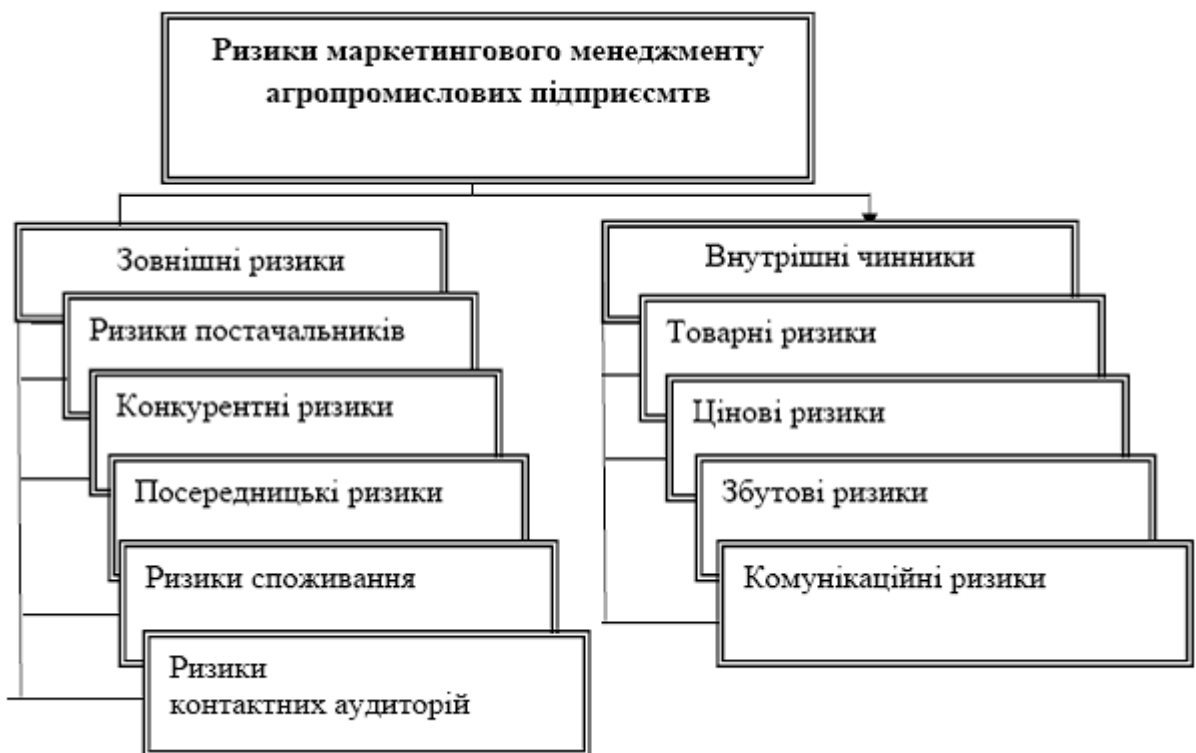 Ризики маркетингового менеджменту
агропромислових підприєсмтв
Зовнішні ризики
Ризики постачальників
Конкурентні ризики
Посередницькі ризики
Ризики споживання
Ризики
контактних аудиторій
Внутрішні чинники
Товарні ризики
Цінові ризики
Збутові ризики
Комунікаційні ризики